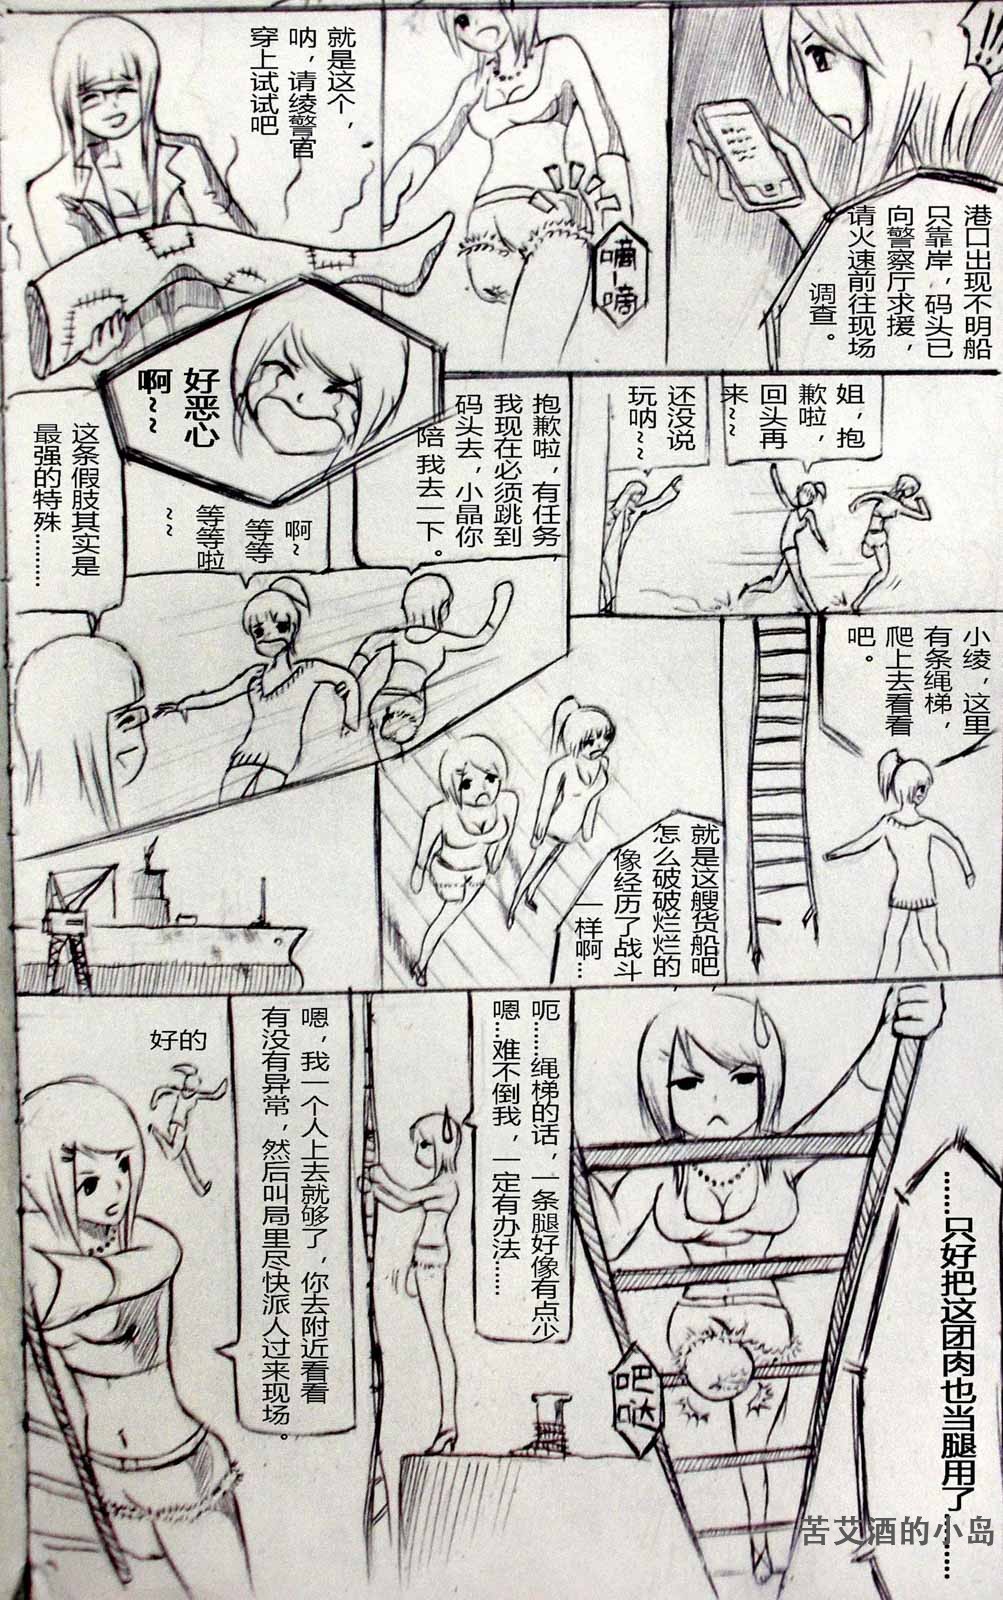 就是这个，
呐，请绫警官
穿上试试吧
嘀-嘀
港口出现不明船
只靠岸，码头已
向警察厅求援，
请火速前往现场
调查。
好恶心
啊~~
这条假肢其实是
最强的特殊………
啊~
等等
等等啦
~~
抱歉啦，有任务，
我现在必须跳到
码头去，小晶你
陪我去一下。
姐，抱
歉啦，
回头再
来~~
还没说
玩呐~~
就是这艘货船吧，
怎么破破烂烂的
像经历了战斗
一样啊…
小绫，这里
有条绳梯，
爬上去看看
吧。
嗯，我一个人上去就够了，你去附近看看
有没有异常，然后叫局里尽快派人过来现场。
好的
呃……绳梯的话，一条腿好像有点少
嗯…难不倒我，一定有办法……
吧哒
……只好把这团肉也当腿用了………
苦艾酒的小岛